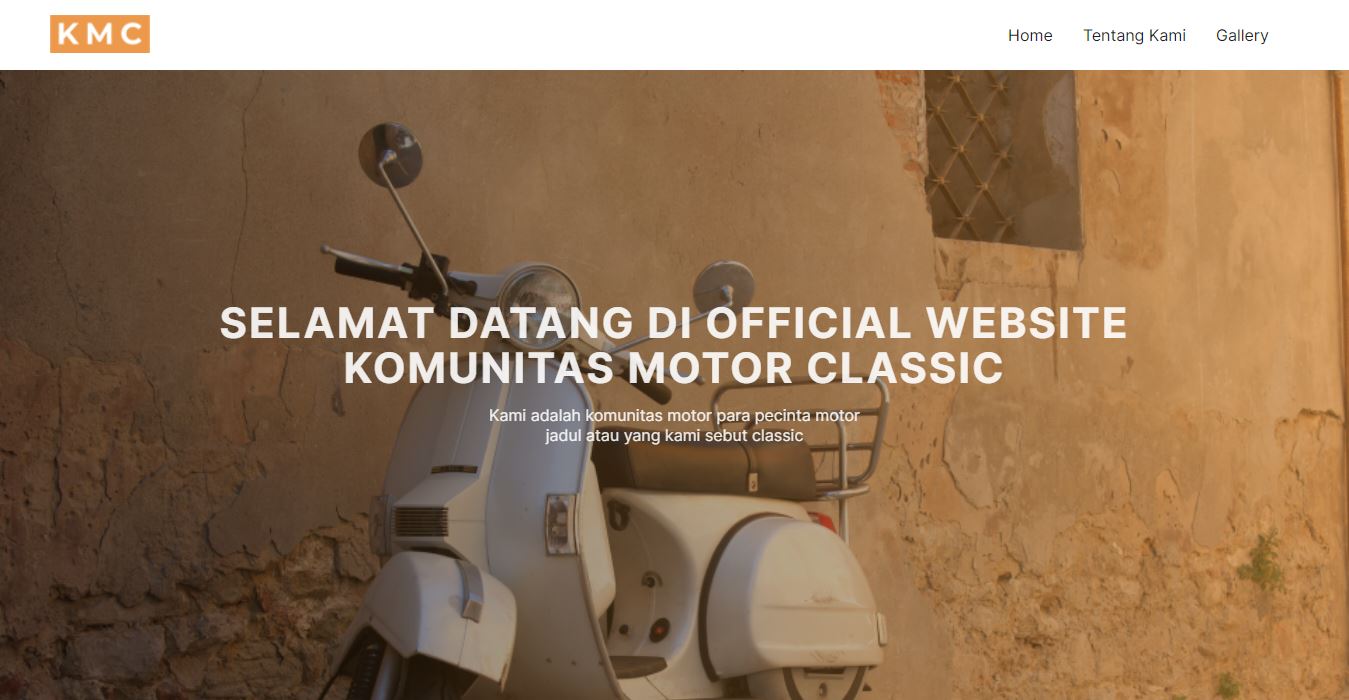 KMC
Home
Tentang Kami
Gallery
SELAMAT DATANG DI OFFICIAL WEBSITE
KOMUNITAS MOTOR CLASSIC
Kami adalah komunitas motor para pecinta motor
jadul atau yang kami sebut classic